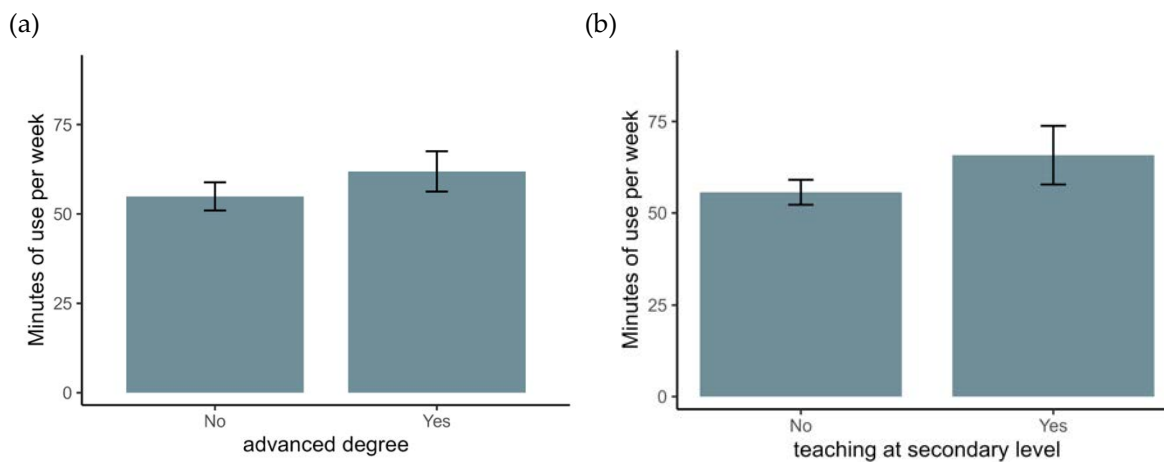 (a)
Minutes of use per week
75
50
25
0
No Yes
advanced degree
(b)
Minutes of use per week
75
50
25
0
No Yes
teaching at secondary level